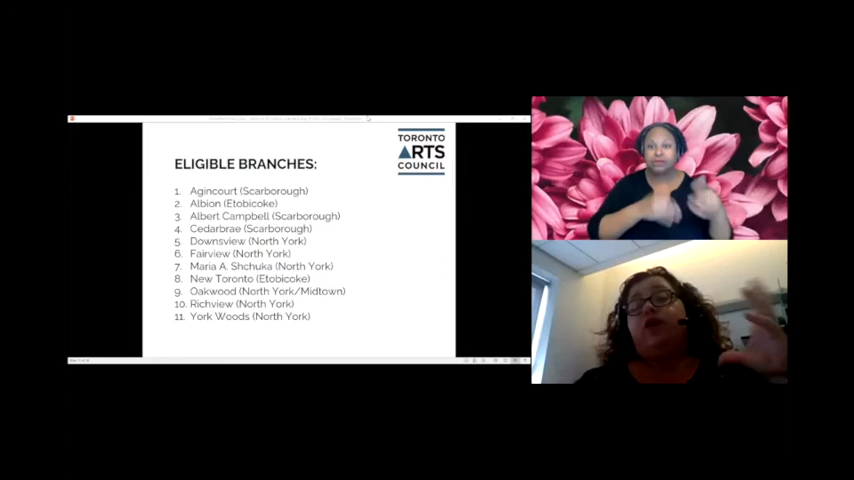 TORONTO
ARTS
COUNCIL
ELIGIBLE BRANCHES:
1. Agincourt (Scarborough)
2. Albion (Etobicoke)
3. Albert Campbell (Scarborough)
4. Cedarbrae (Scarborough)
5. Downsview (North York)
6. Fairview (North York)
7. Maria A. Shchuka (North York)
8. New Toronto (Etobicoke)
9. Oakwood (North York/Midtown)
10. Richview (North York)
11. York Woods (North York)